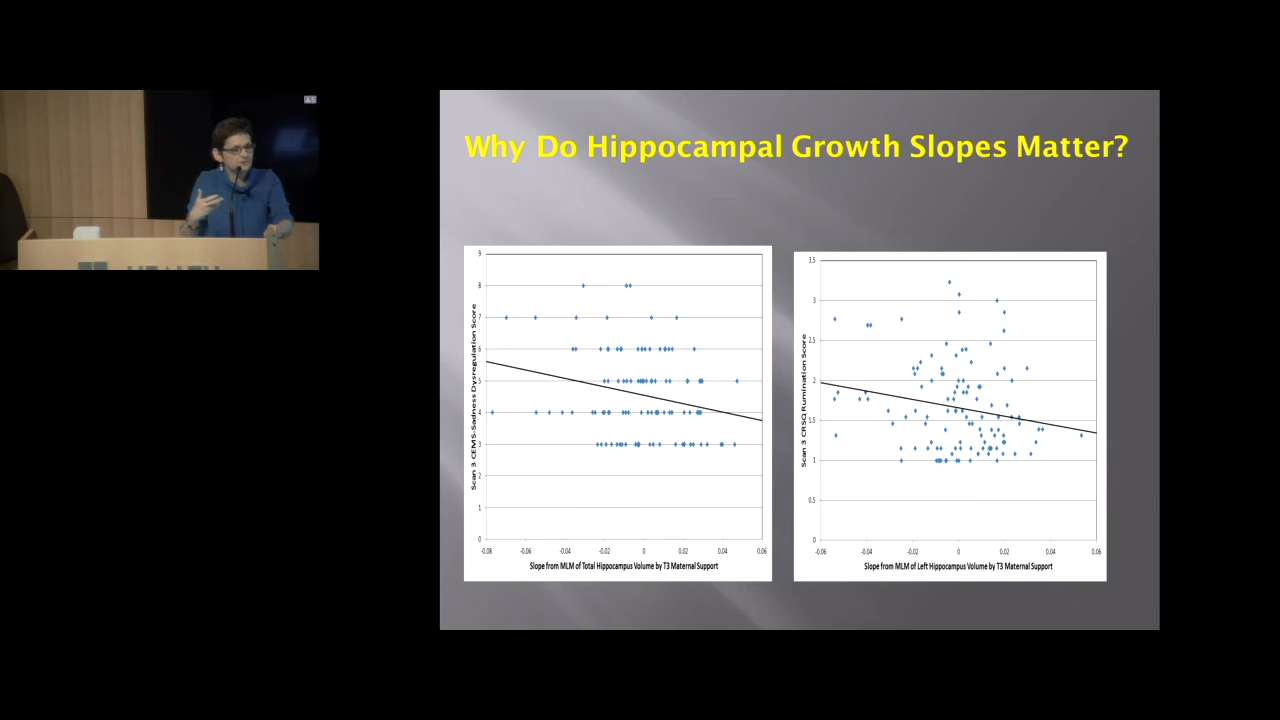 Why Do Hippocampal Growth Slopes Matter?
Scan 3 CEMS-Sadness Dysregulation Score
9
8
7
6
5
4
3
2
1
0
-0.08 -0.06 -0.04 -0.02 0 0.02 0.04 0.06
Slope from MLM of Total Hippocampus Volume by T3 Maternal Support
Scan 3 CRSQ Rumination Score
3.5
3
2.5
2
1.5
1
0.5
0
-0.06 -0.04 -0.02 0 0.02 0.04 0.06
Slope from MLM of Left Hippocampus Volume by T3 Maternal Support